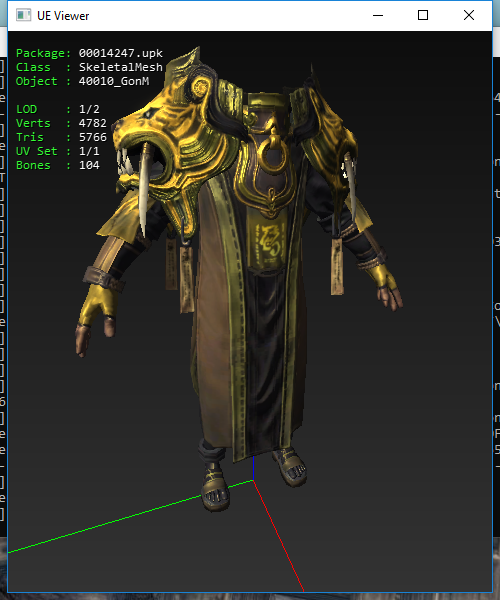 UE Viewer
Package: 00014247.upk
Class : SkeletalMesh
Object : 40010_GonM
LOD : 1/2
Verts : 4782
Tris : 5766
UV Set : 1/1
Bones : 104